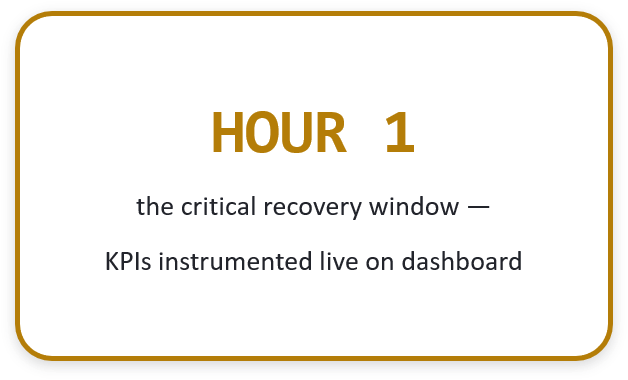 HOUR 1
the critical recovery window —
KPIs instrumented live on dashboard